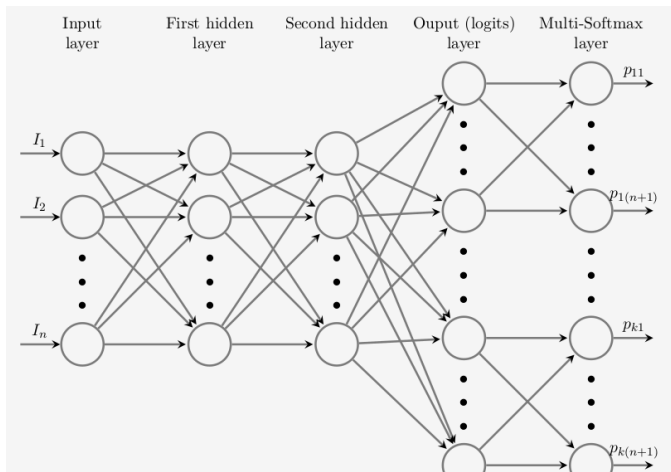 Input First hidden Second hidden Ouput (logits) Multi-Softmax
layer layer layer layer layer
p₁₁
I₁
I₂
p₁₍ₙ₊₁₎
Iₙ
pₖ₁
pₖ₍ₙ₊₁₎